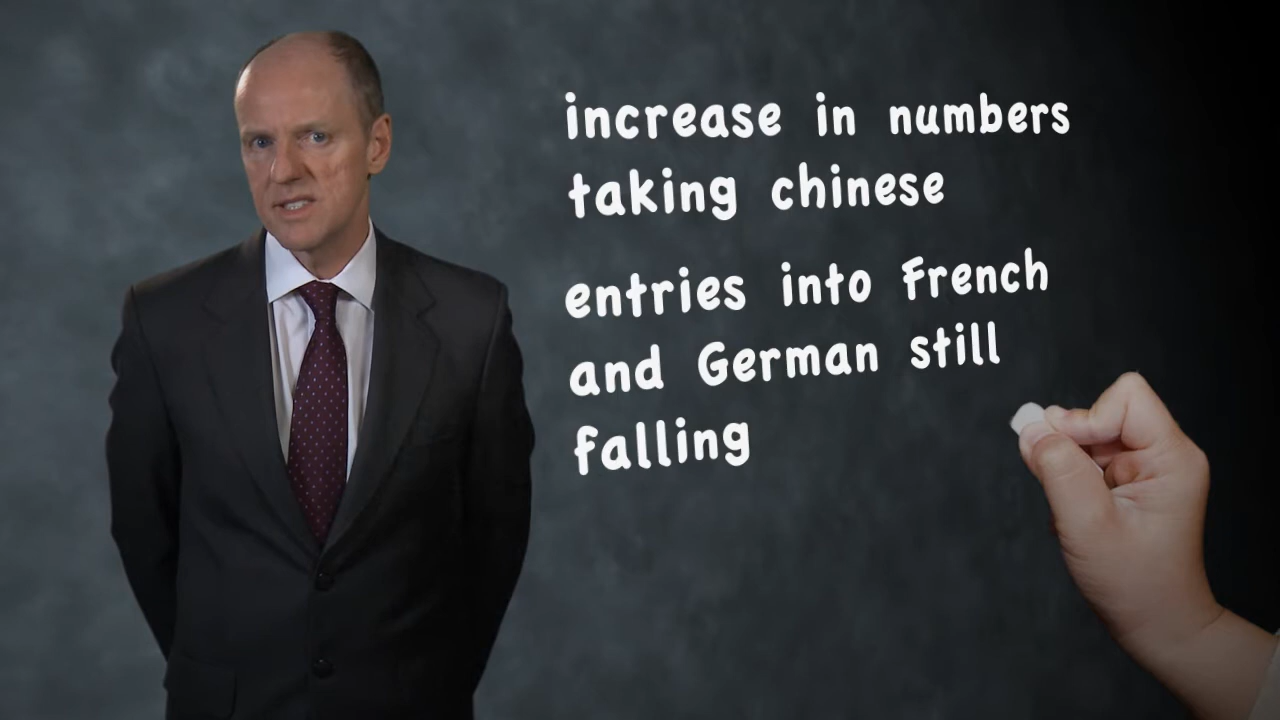 increase in numbers
taking chinese
entries into French
and German still
falling